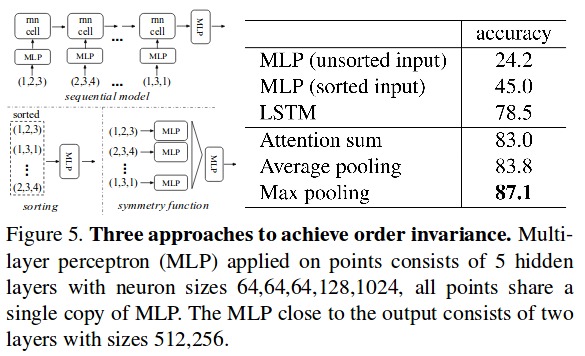 rnn cell
rnn cell
...
rnn cell
MLP
MLP
MLP
...
MLP
(1,2,3)
(2,3,4)
...
(1,3,1)
sequential model
sorted
(1,2,3)
(1,3,1)
(2,3,4)
MLP
sorting
(1,2,3)
MLP
(2,3,4)
MLP
(1,3,1)
MLP
MLP
symmetry function
accuracy
MLP (unsorted input) 24.2
MLP (sorted input) 45.0
LSTM 78.5
Attention sum 83.0
Average pooling 83.8
Max pooling 87.1
Figure 5. Three approaches to achieve order invariance. Multi-
layer perceptron (MLP) applied on points consists of 5 hidden
layers with neuron sizes 64,64,64,128,1024, all points share a
single copy of MLP. The MLP close to the output consists of two
layers with sizes 512,256.